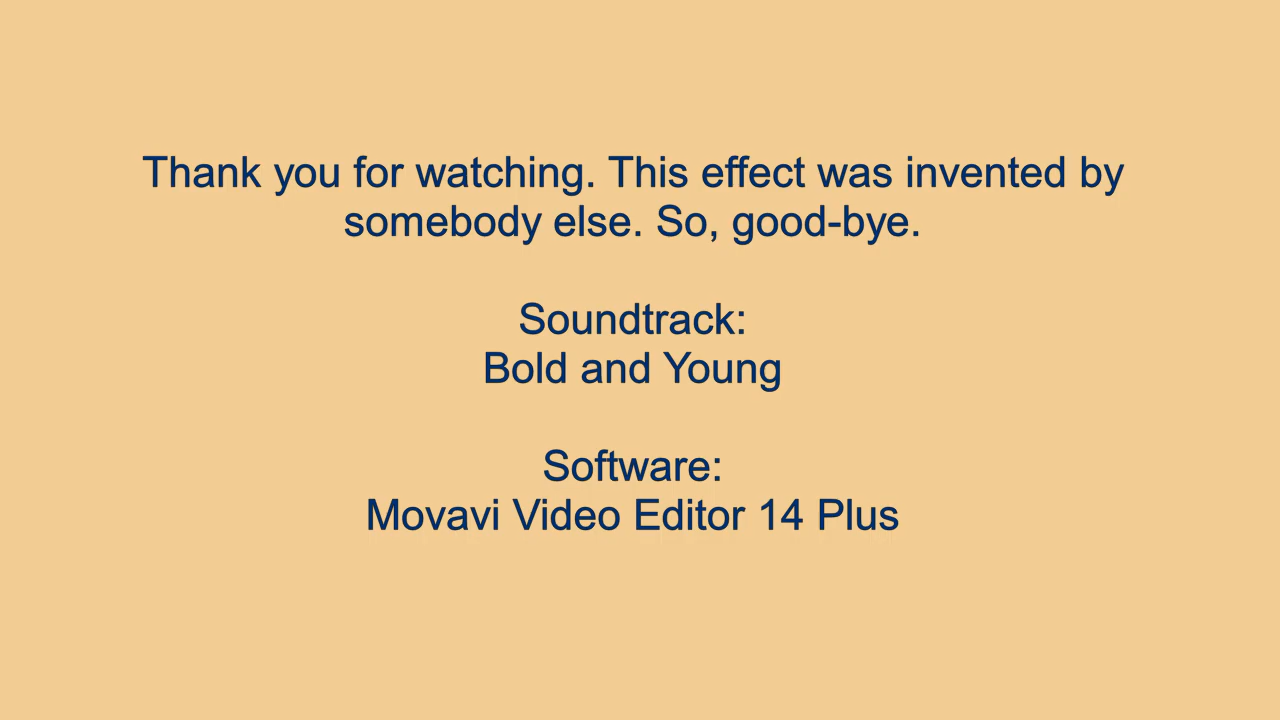 Thank you for watching. This effect was invented by
somebody else. So, good-bye.
Soundtrack:
Bold and Young
Software:
Movavi Video Editor 14 Plus